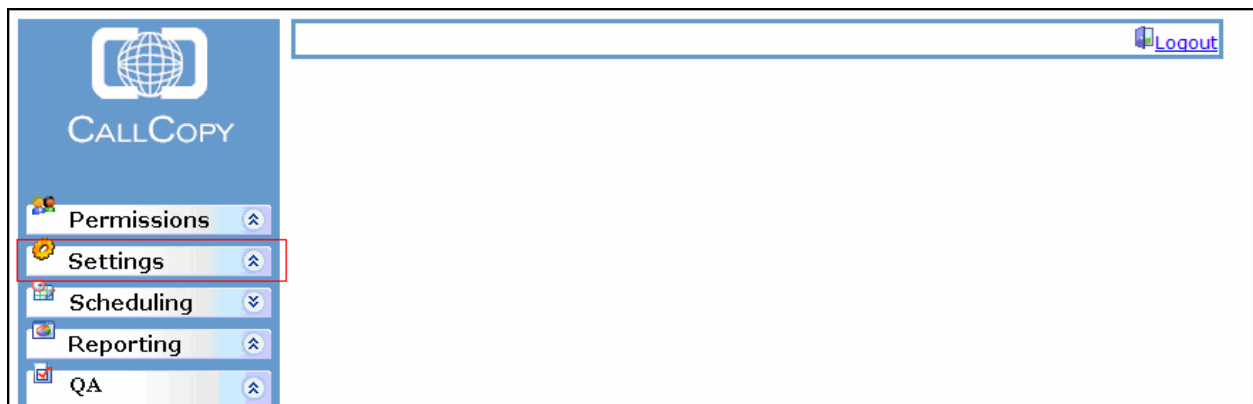 Logout
CALLCOPY
Permissions
Settings
Scheduling
Reporting
QA